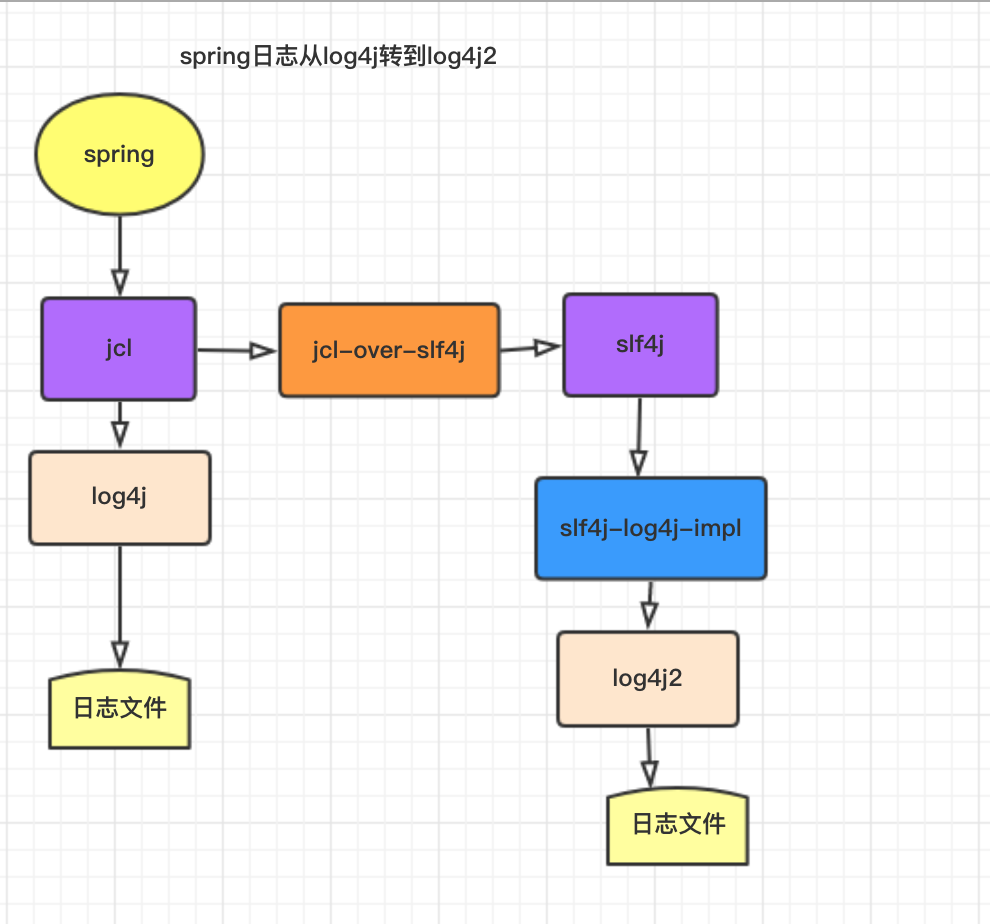 spring日志从log4j转到log4j2
spring
jcl
jcl-over-slf4j
slf4j
log4j
slf4j-log4j-impl
log4j2
日志文件
日志文件